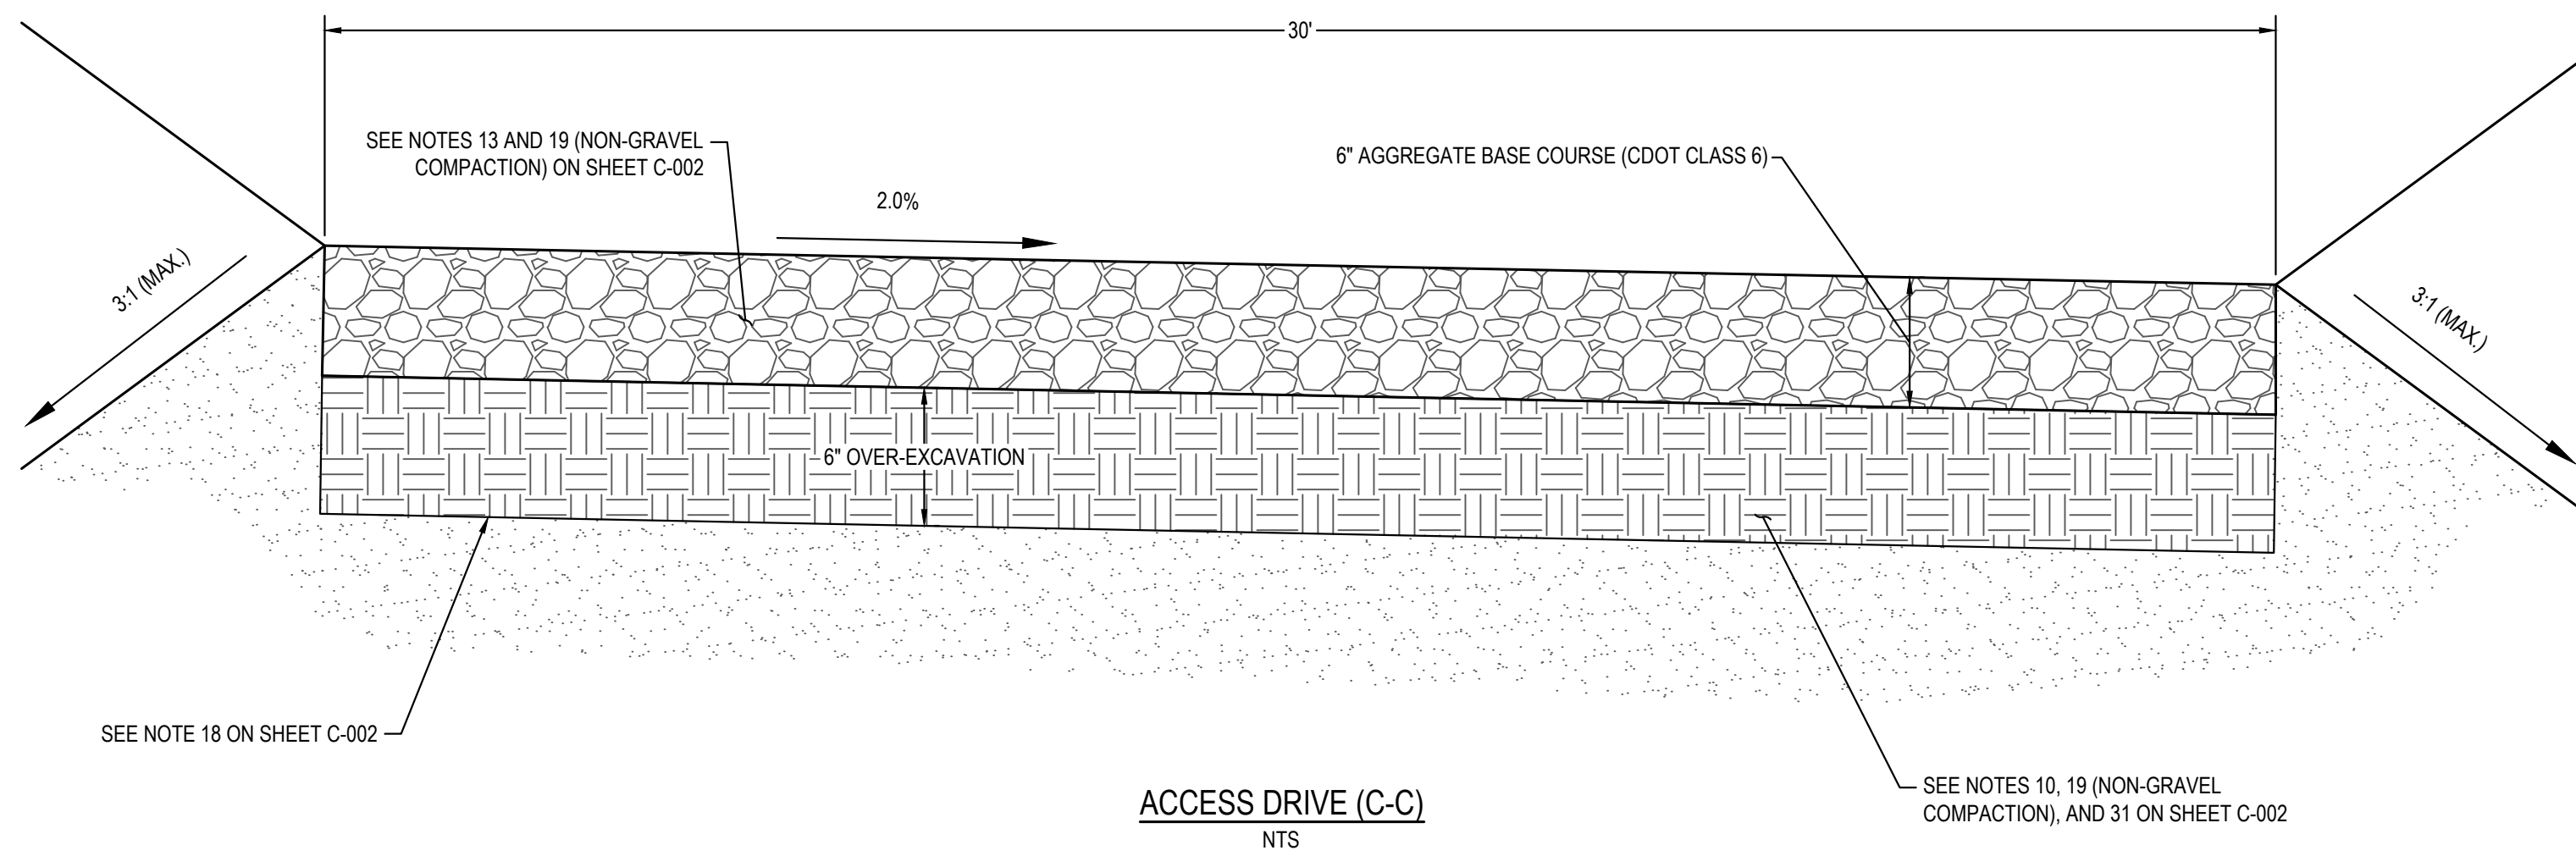 30'
SEE NOTES 13 AND 19 (NON-GRAVEL
COMPACTION) ON SHEET C-002
6" AGGREGATE BASE COURSE (CDOT CLASS 6)
2.0%
3:1 (MAX.)
3:1 (MAX.)
6" OVER-EXCAVATION
SEE NOTE 18 ON SHEET C-002
SEE NOTES 10, 19 (NON-GRAVEL
COMPACTION), AND 31 ON SHEET C-002
ACCESS DRIVE (C-C)
NTS